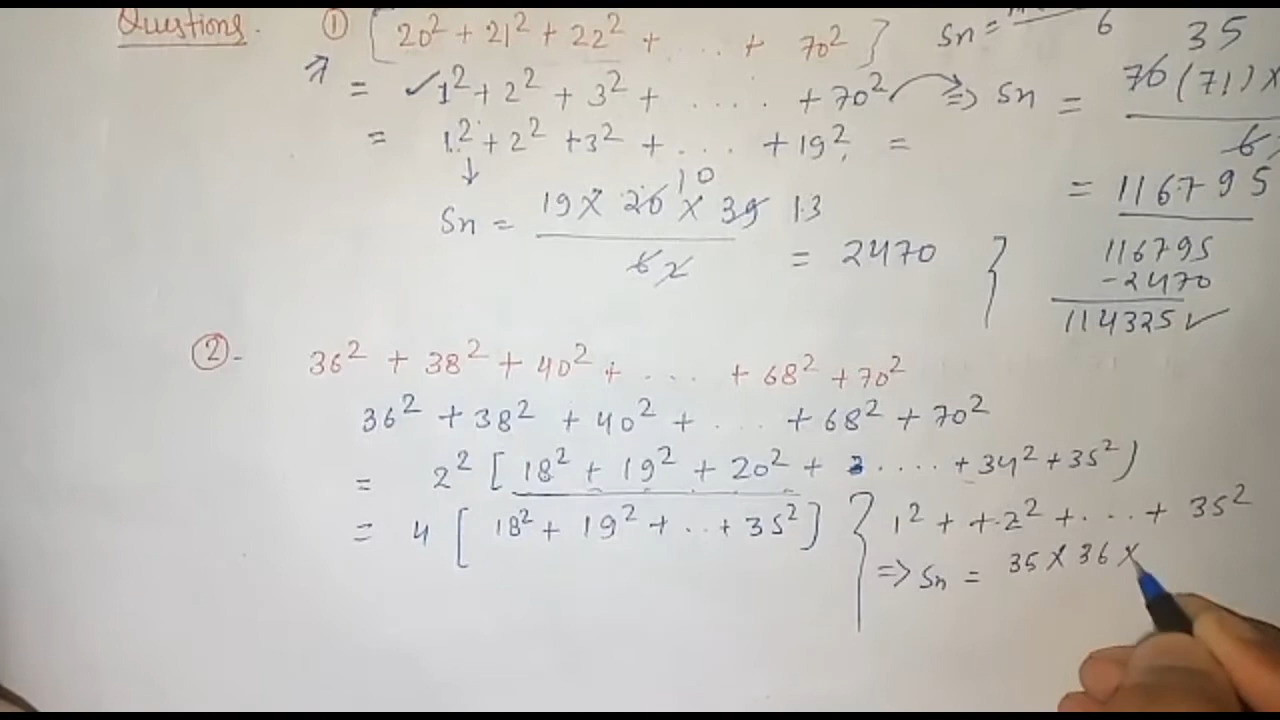 Questions. ① [20² + 21² + 22² + . . . + 70²]
Sn =
6
= ✓1² + 2² + 3² + . . . . + 70²
⇒ Sn = 70 (71) x
35
6
= 1.² + 2² + 3² + . . . + 19² =
= 116795
Sn = 19 x 20 x 39 13
10
6 2
= 2470
116795
- 2470
114325 ✓
②- 36² + 38² + 40² + . . . + 68² + 70²
36² + 38² + 40² + . . . + 68² + 70²
= 2² [ 18² + 19² + 20² + . . . . + 34² + 35² )
= 4 [ 18² + 19² + . . + 35² ]
1² + + 2² + . . . + 35²
⇒ Sn = 35 x 36 x